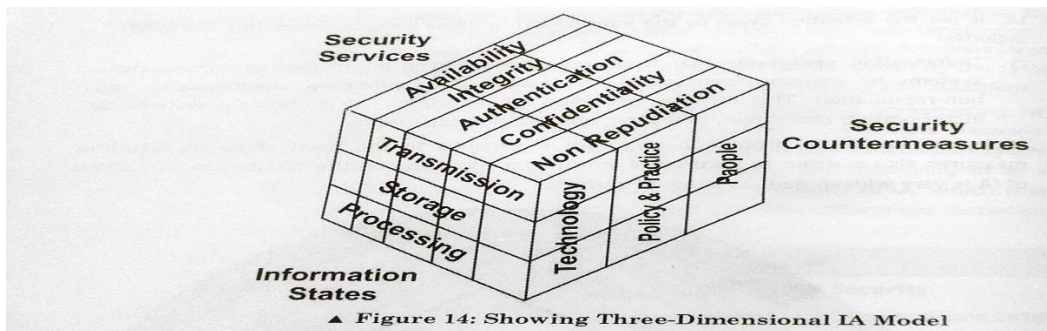 Security
Services
Availability
Integrity
Authentication
Confidentiality
Non Repudiation
Transmission
Storage
Processing
Technology
Policy & Practice
Paople
Security
Countermeasures
Information
States
▲ Figure 14: Showing Three-Dimensional IA Model